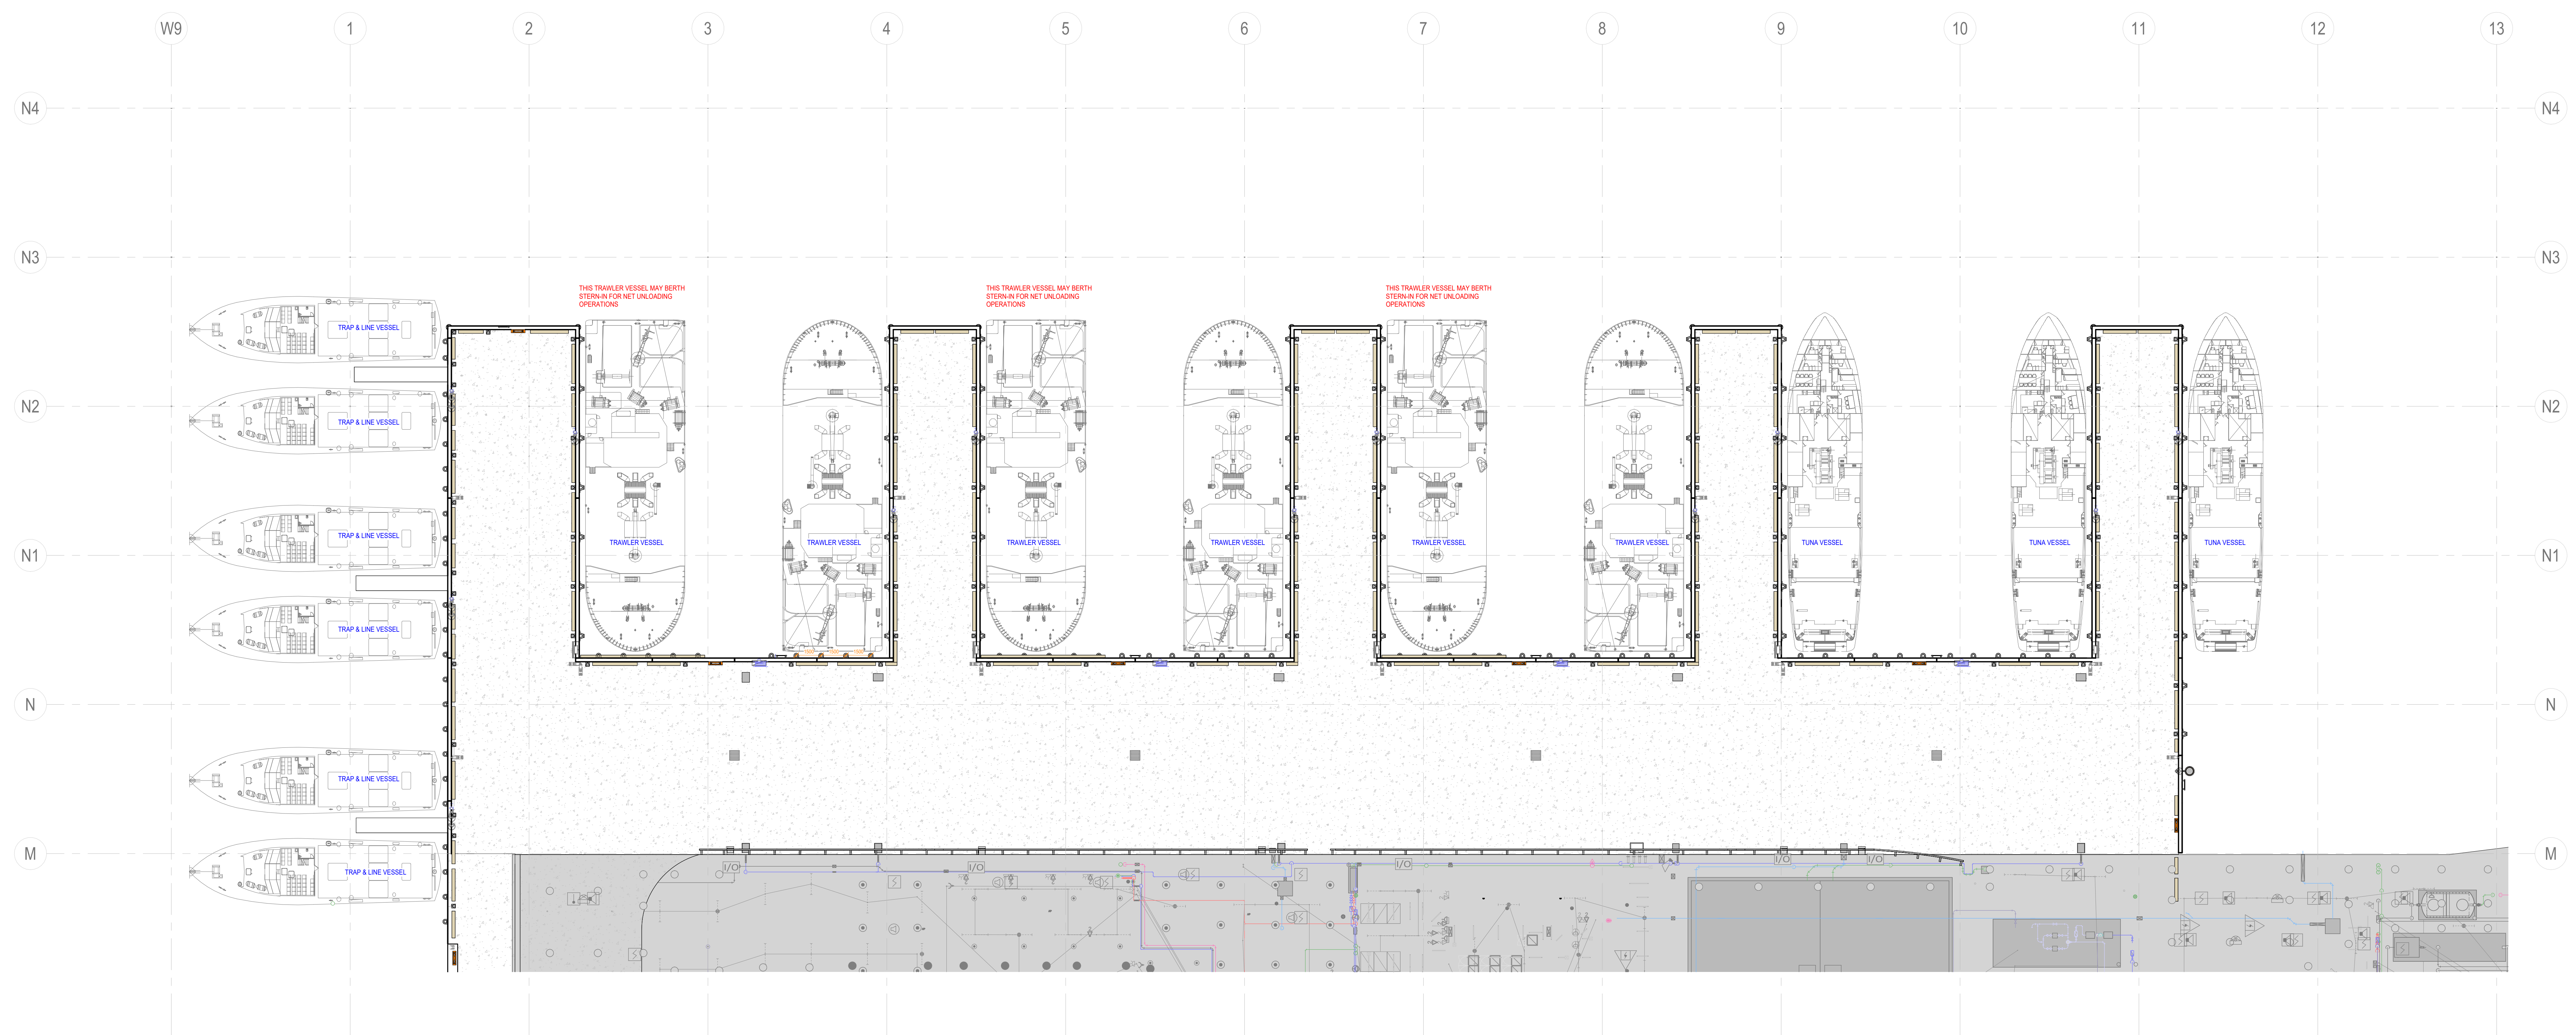 W9 1 2 3 4 5 6 7 8 9 10 11 12 13
N4 N4
N3 N3
THIS TRAWLER VESSEL MAY BERTH
STERN-IN FOR NET UNLOADING
OPERATIONS
THIS TRAWLER VESSEL MAY BERTH
STERN-IN FOR NET UNLOADING
OPERATIONS
THIS TRAWLER VESSEL MAY BERTH
STERN-IN FOR NET UNLOADING
OPERATIONS
TRAP & LINE VESSEL
N2 N2
TRAP & LINE VESSEL
TRAP & LINE VESSEL
TRAWLER VESSEL
TRAWLER VESSEL
TRAWLER VESSEL
TRAWLER VESSEL
TRAWLER VESSEL
TRAWLER VESSEL
TUNA VESSEL
TUNA VESSEL
TUNA VESSEL
N1 N1
TRAP & LINE VESSEL
N N
TRAP & LINE VESSEL
M M
I/O
I/O
I/O
I/O
I/O
TRAP & LINE VESSEL